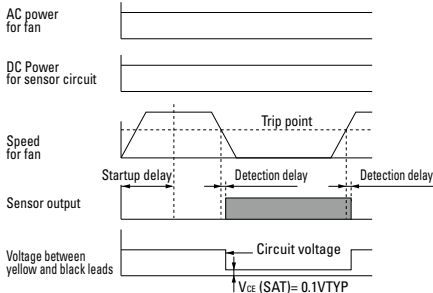 AC power
for fan
DC Power
for sensor circuit
Trip point
Speed
for fan
Startup delay
Detection delay
Detection delay
Sensor output
Circuit voltage
Voltage between
yellow and black leads
VCE (SAT)= 0.1VTYP